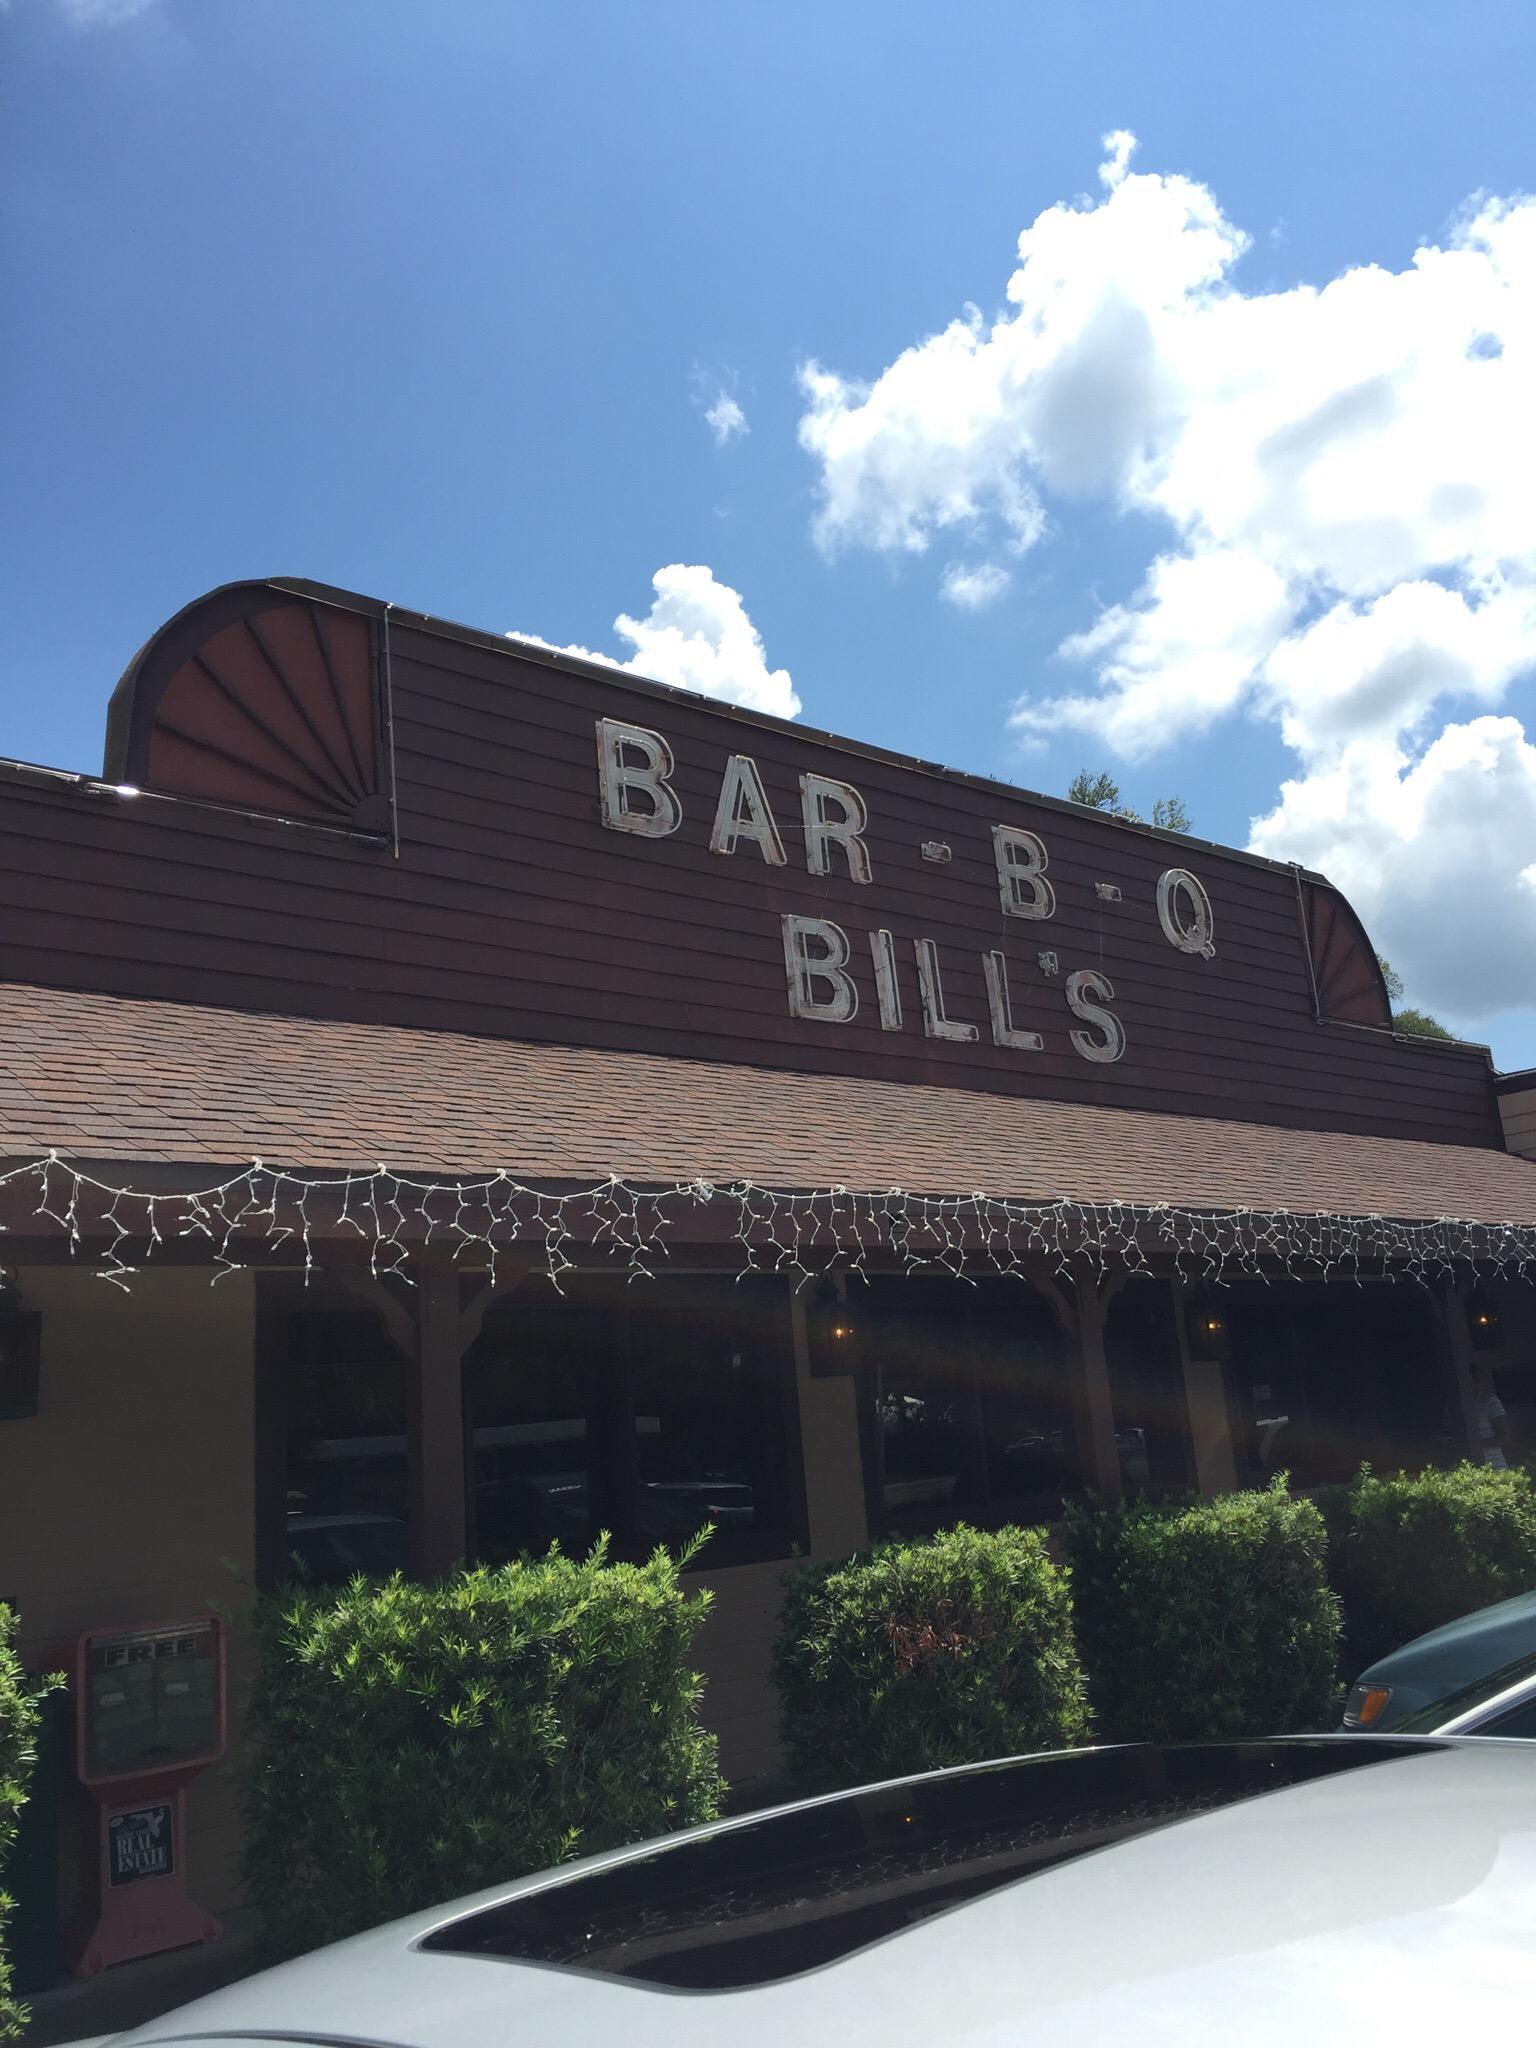 BAR-B-Q
BILL'S
FREE
REAL
ESTATE